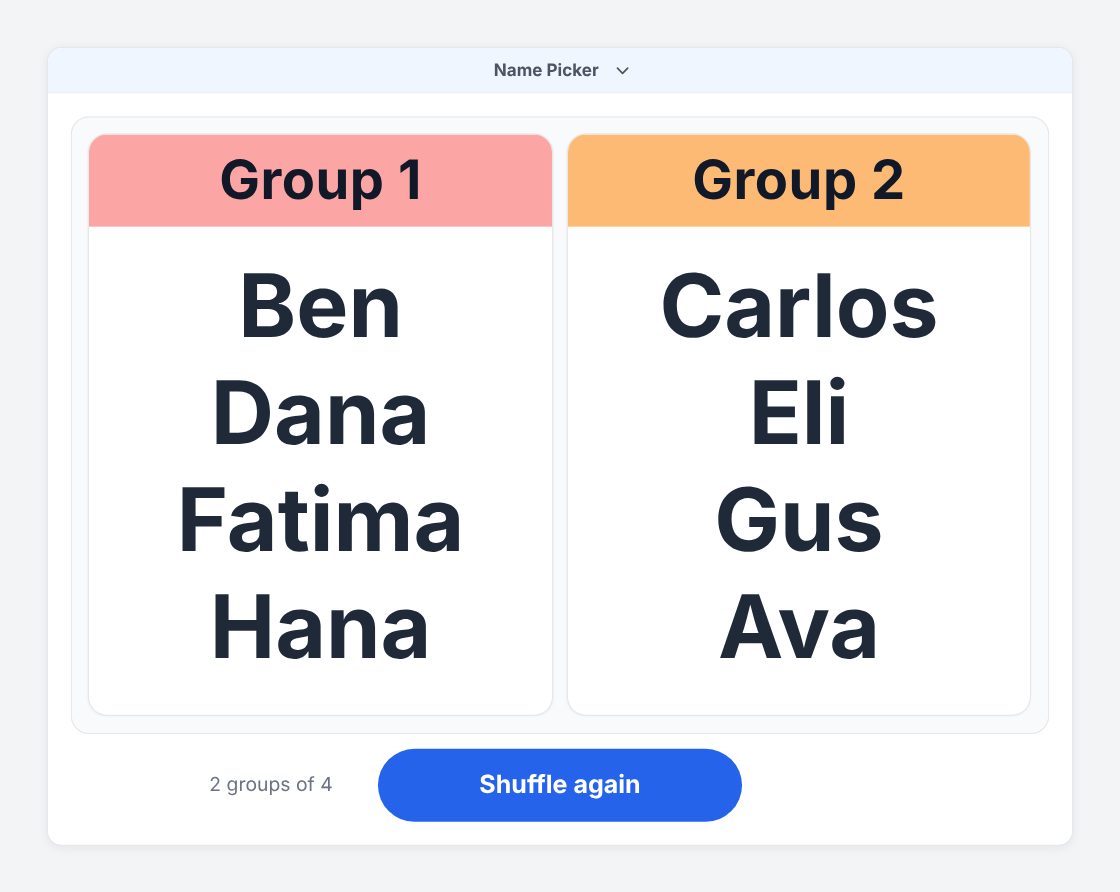 Name Picker
Group 1
Ben
Dana
Fatima
Hana
Group 2
Carlos
Eli
Gus
Ava
2 groups of 4
Shuffle again